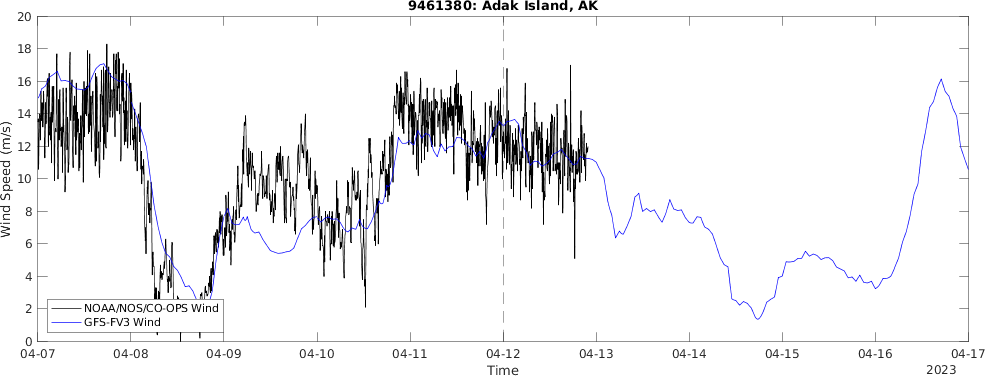 9461380: Adak Island, AK
Wind Speed (m/s)
20
18
16
14
12
10
8
6
4
2
0
NOAA/NOS/CO-OPS Wind
GFS-FV3 Wind
04-07 04-08 04-09 04-10 04-11 04-12 04-13 04-14 04-15 04-16 04-17
Time
2023